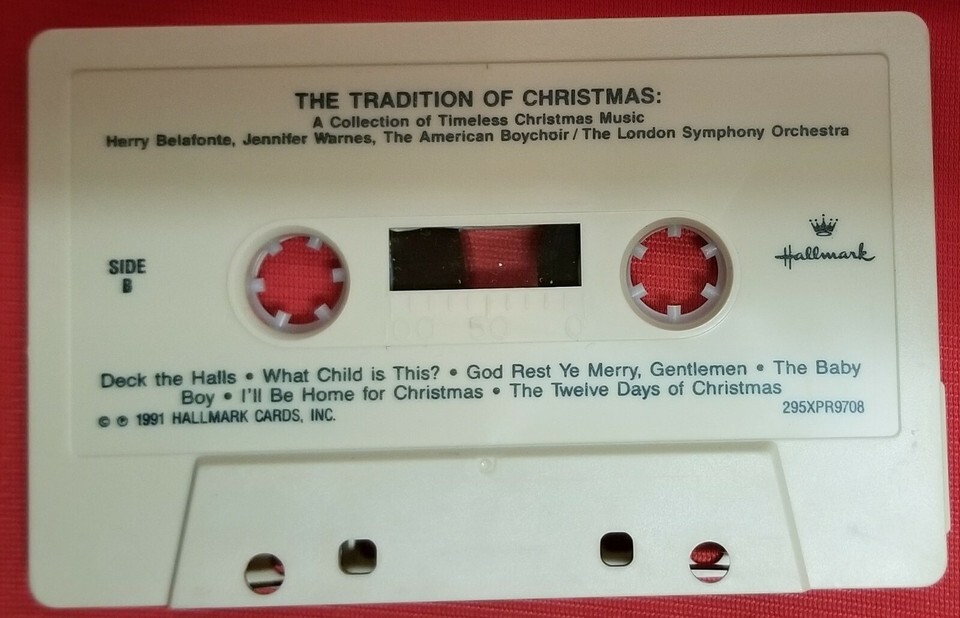 THE TRADITION OF CHRISTMAS:
A Collection of Timeless Christmas Music
Harry Belafonte, Jennifer Warnes, The American Boychoir / The London Symphony Orchestra
Hallmark
SIDE
B
100 50 0
Deck the Halls • What Child is This? • God Rest Ye Merry, Gentlemen • The Baby
Boy • I'll Be Home for Christmas • The Twelve Days of Christmas
© ℗ 1991 HALLMARK CARDS, INC.
295XPR9708